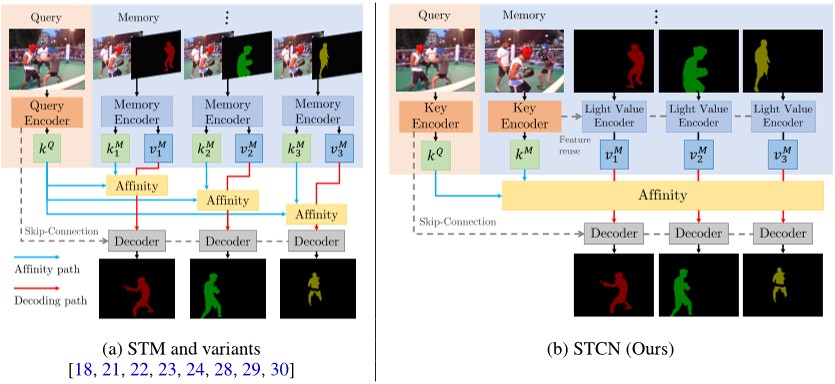 Query
Memory
⋮
Query
Encoder
Memory
Encoder
Memory
Encoder
Memory
Encoder
k^Q
k_1^M
v_1^M
k_2^M
v_2^M
k_3^M
v_3^M
Affinity
Affinity
Affinity
Skip-Connection
Decoder
Decoder
Decoder
Affinity path
Decoding path
(a) STM and variants
[18, 21, 22, 23, 24, 28, 29, 30]
Query
Memory
⋮
Key
Encoder
Key
Encoder
Light Value
Encoder
Light Value
Encoder
Light Value
Encoder
Feature
reuse
k^Q
k^M
v_1^M
v_2^M
v_3^M
Affinity
Skip-Connection
Decoder
Decoder
Decoder
(b) STCN (Ours)